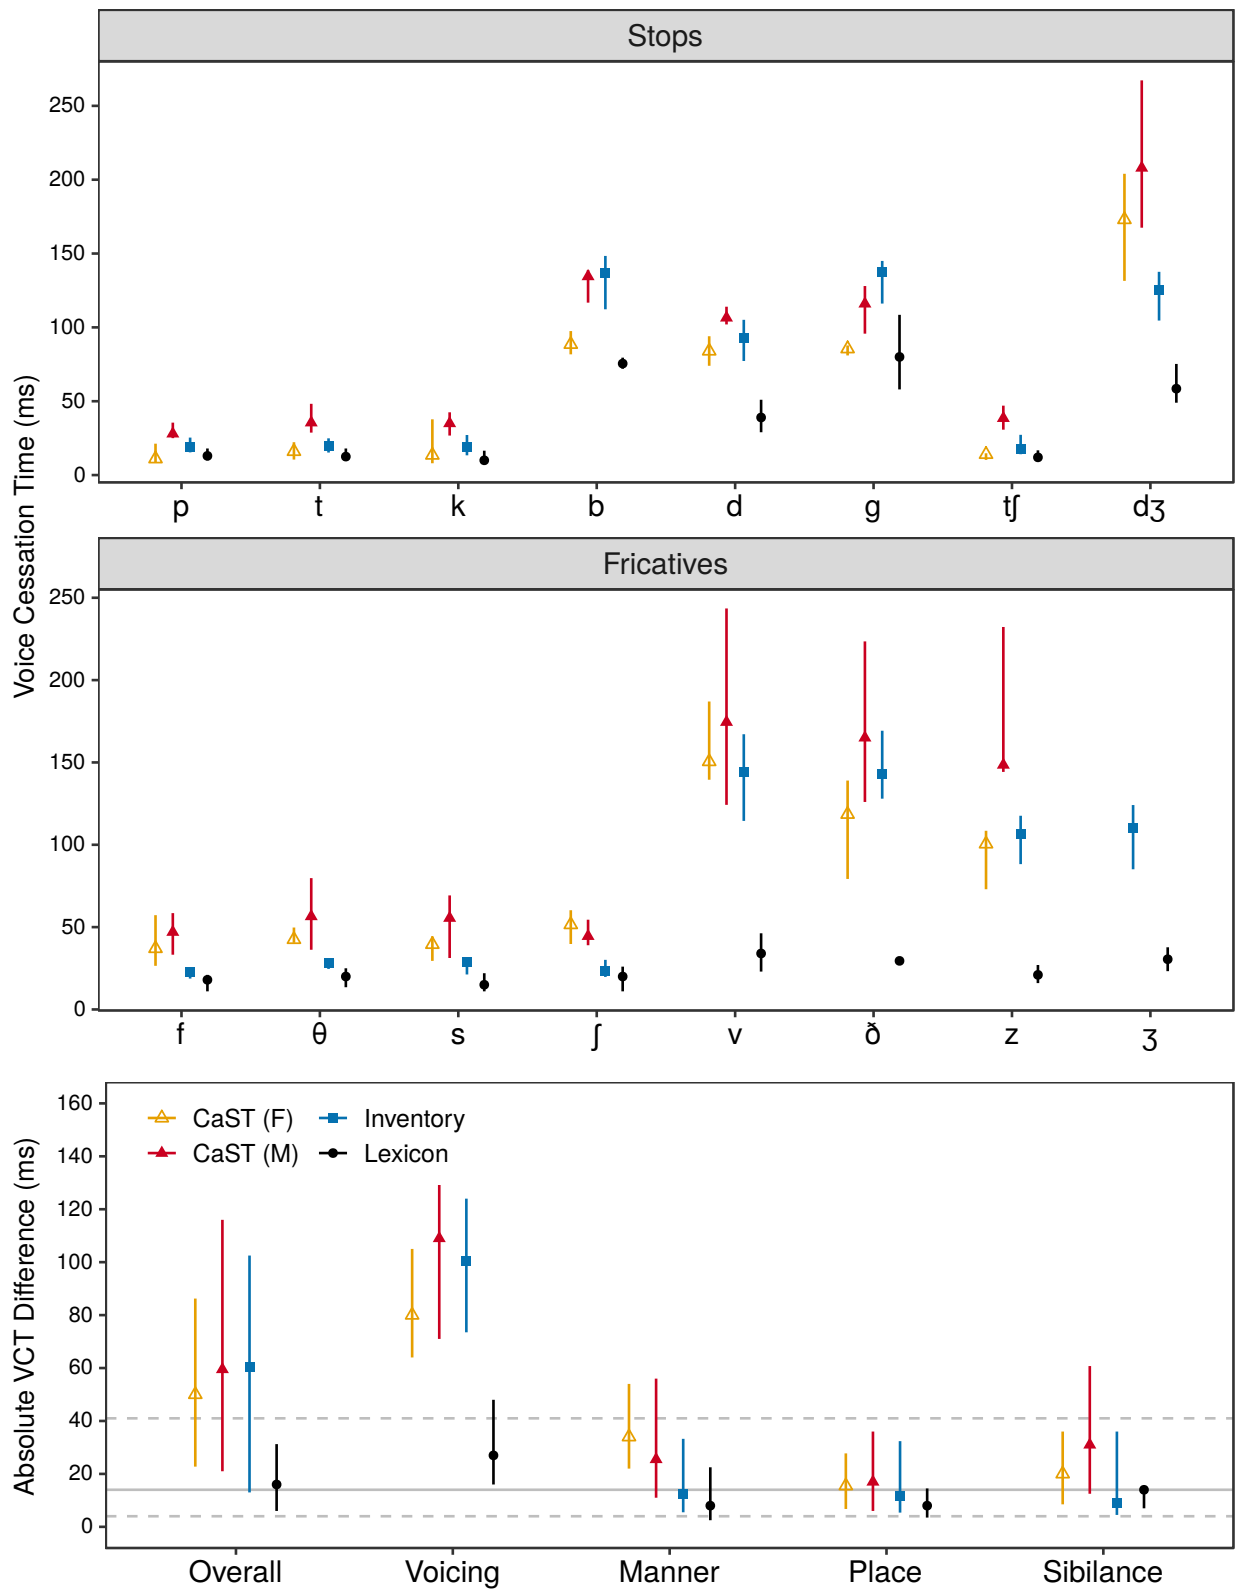 Stops
Voice Cessation Time (ms)
250
200
150
100
50
0
p t k b d g tʃ dʒ
Fricatives
250
200
150
100
50
0
f θ s ʃ v ð z ʒ
Absolute VCT Difference (ms)
160
140
120
100
80
60
40
20
0
CaST (F) Inventory
CaST (M) Lexicon
Overall Voicing Manner Place Sibilance